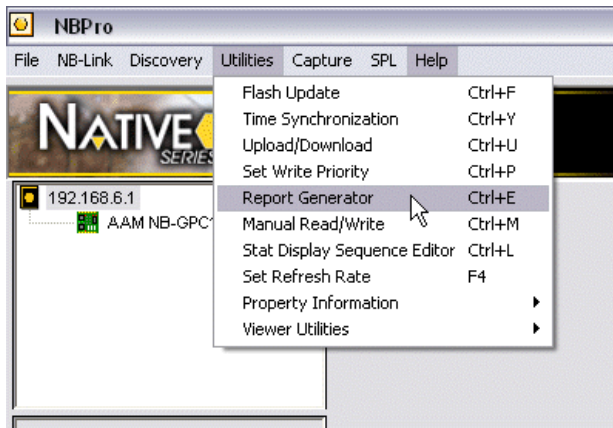 NBPro
File NB-Link Discovery Utilities Capture SPL Help
NATIVE
SERIES
192.168.6.1
AAM NB-GPC
Flash Update Ctrl+F
Time Synchronization Ctrl+Y
Upload/Download Ctrl+U
Set Write Priority Ctrl+P
Report Generator Ctrl+E
Manual Read/Write Ctrl+M
Stat Display Sequence Editor Ctrl+L
Set Refresh Rate F4
Property Information
Viewer Utilities